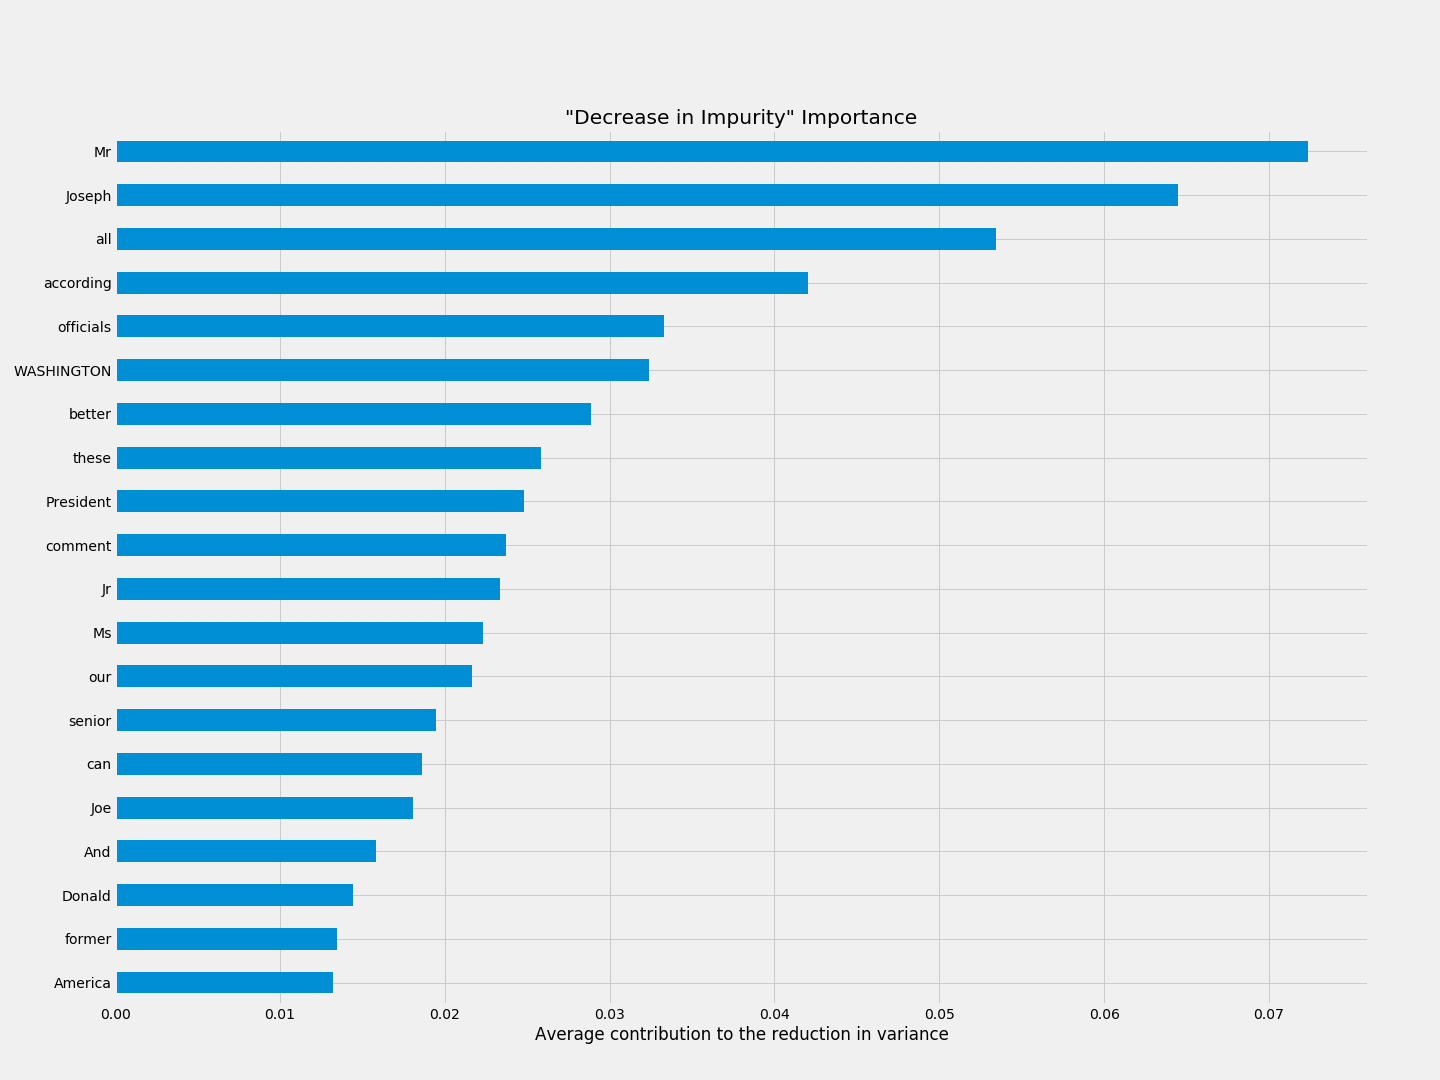 "Decrease in Impurity" Importance
Mr
Joseph
all
according
officials
WASHINGTON
better
these
President
comment
Jr
Ms
our
senior
can
Joe
And
Donald
former
America
0.00 0.01 0.02 0.03 0.04 0.05 0.06 0.07
Average contribution to the reduction in variance